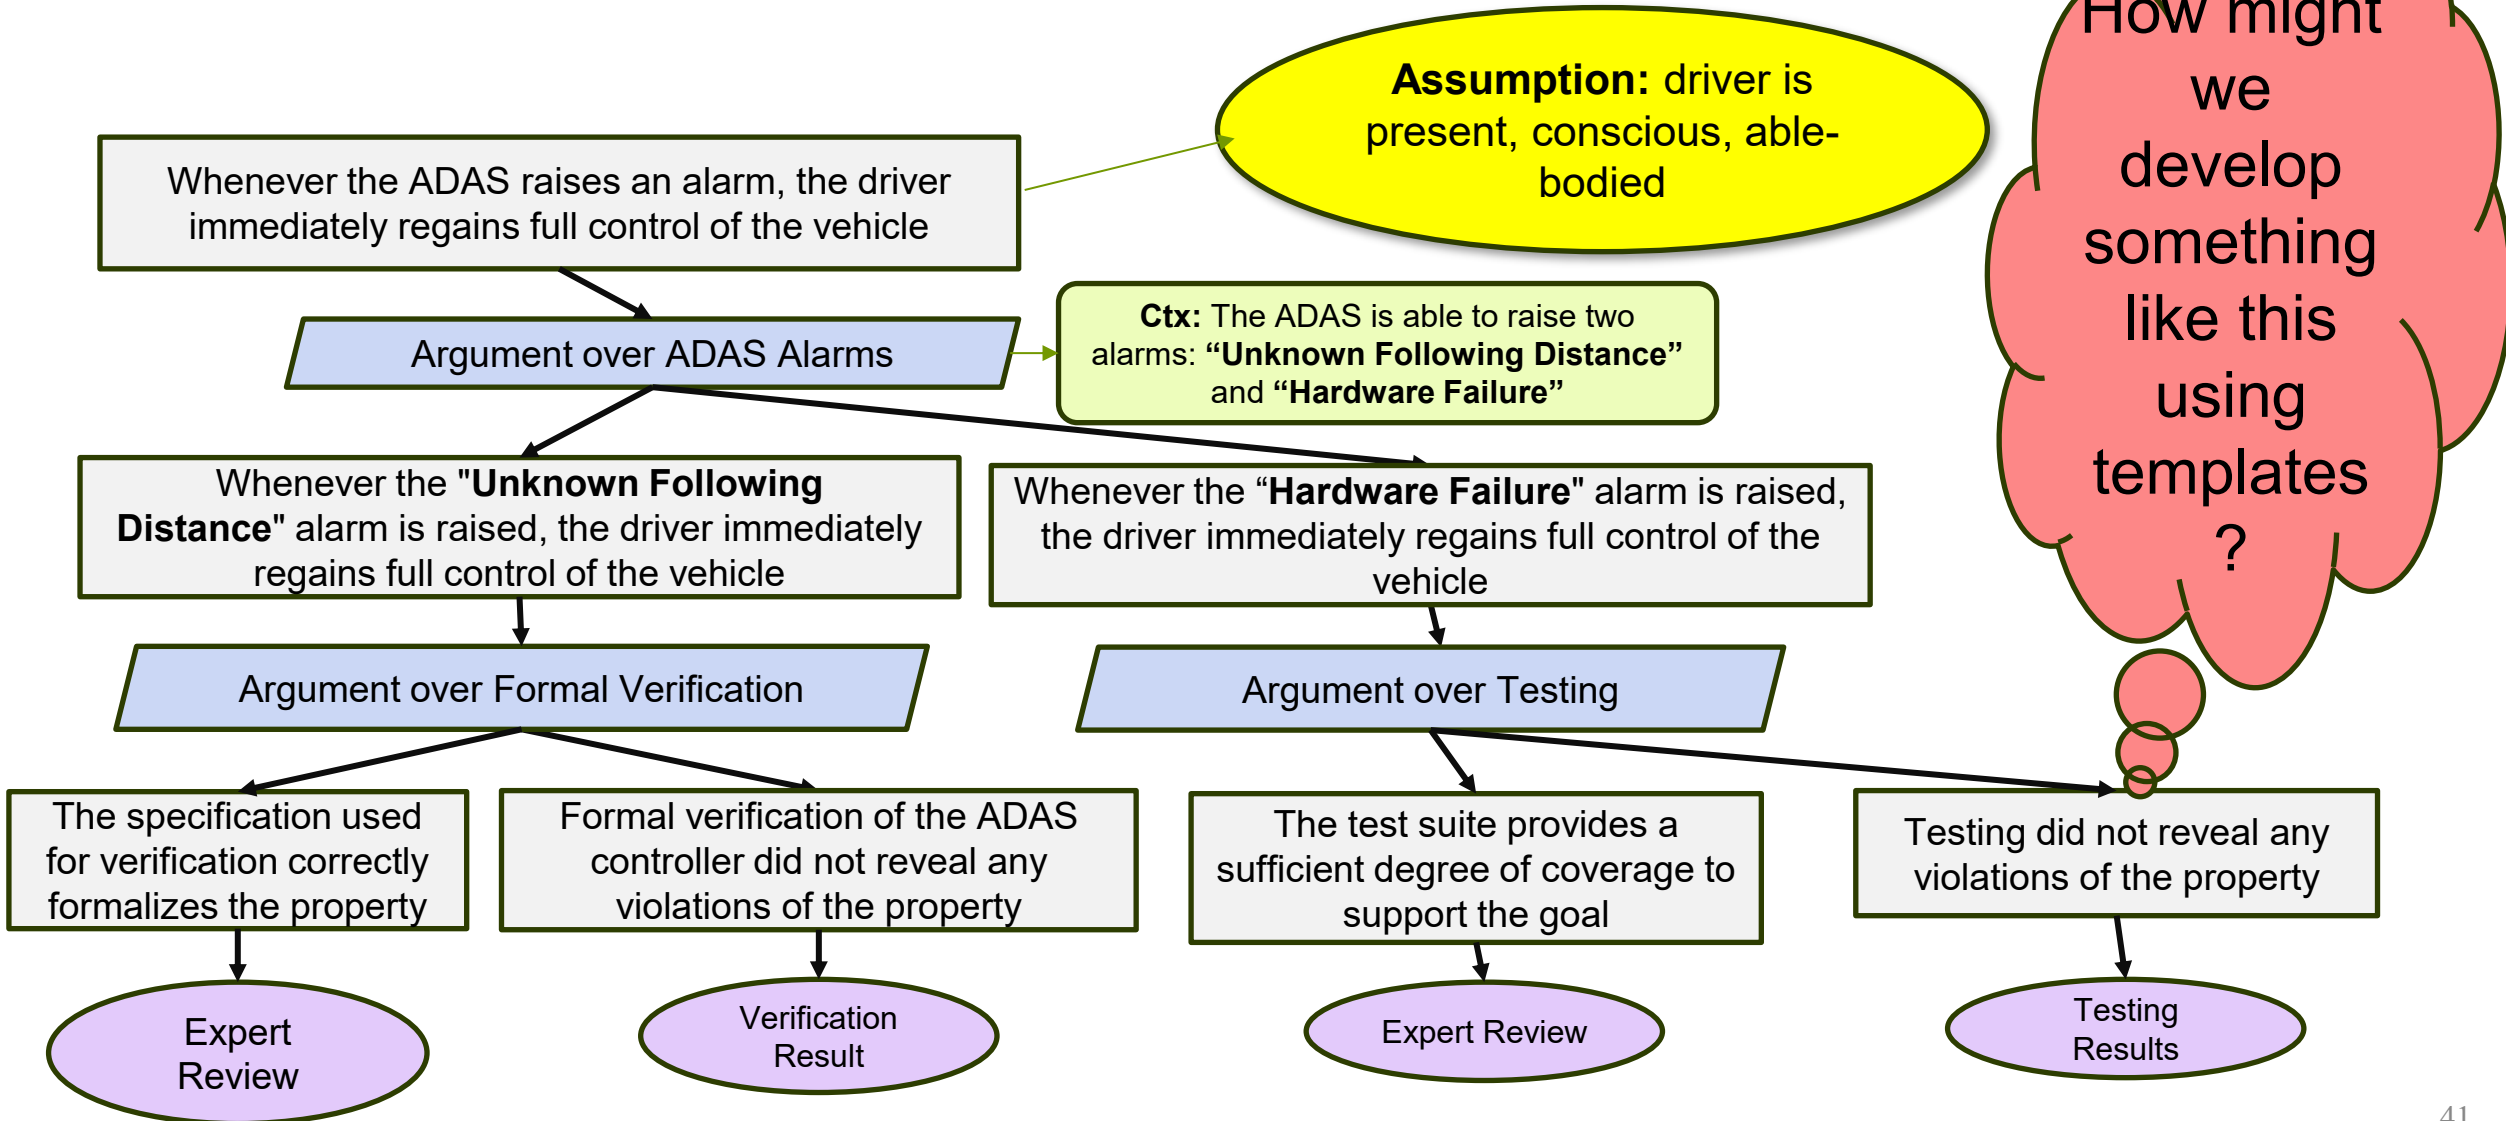 How might
we
develop
something
like this
using
templates
?
Assumption: driver is
present, conscious, able-
bodied
Whenever the ADAS raises an alarm, the driver
immediately regains full control of the vehicle
Argument over ADAS Alarms
Ctx: The ADAS is able to raise two
alarms: “Unknown Following Distance”
and “Hardware Failure”
Whenever the "Unknown Following
Distance" alarm is raised, the driver immediately
regains full control of the vehicle
Whenever the “Hardware Failure" alarm is raised,
the driver immediately regains full control of the
vehicle
Argument over Formal Verification
Argument over Testing
The specification used
for verification correctly
formalizes the property
Formal verification of the ADAS
controller did not reveal any
violations of the property
The test suite provides a
sufficient degree of coverage to
support the goal
Testing did not reveal any
violations of the property
Expert
Review
Verification
Result
Expert Review
Testing
Results
41